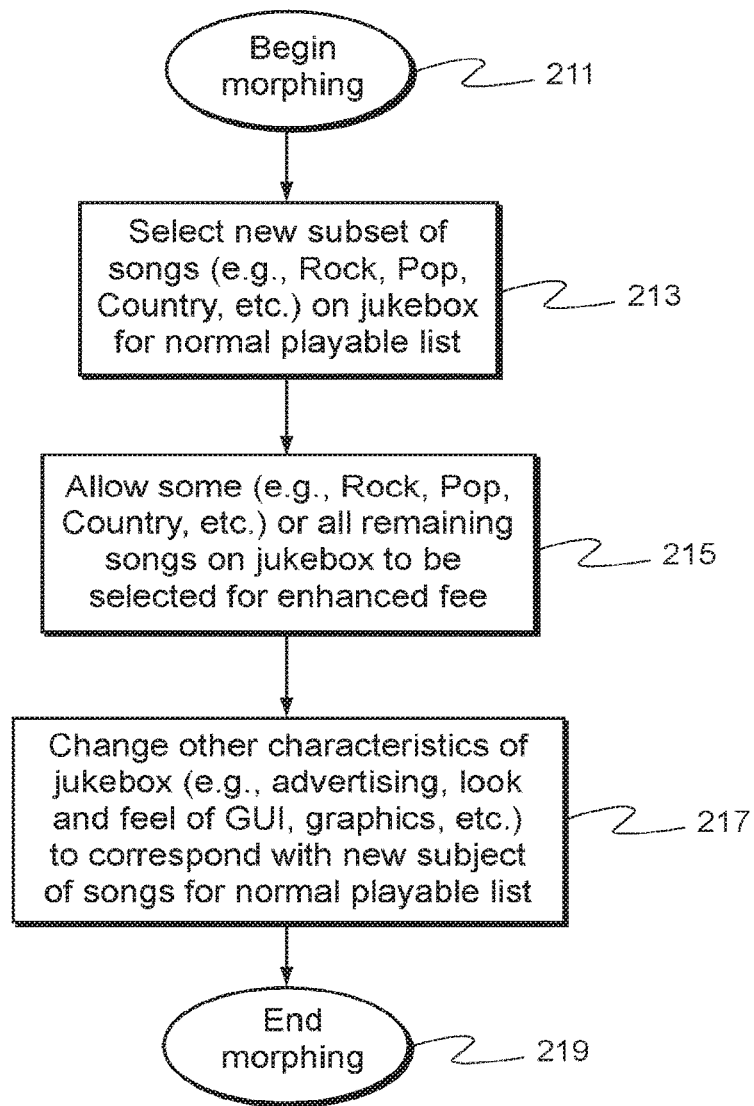 Begin
morphing
211
Select new subset of
songs (e.g., Rock, Pop,
Country, etc.) on jukebox
for normal playable list
213
Allow some (e.g., Rock, Pop,
Country, etc.) or all remaining
songs on jukebox to be
selected for enhanced fee
215
Change other characteristics of
jukebox (e.g., advertising, look
and feel of GUI, graphics, etc.)
to correspond with new subject
of songs for normal playable list
217
End
morphing
219